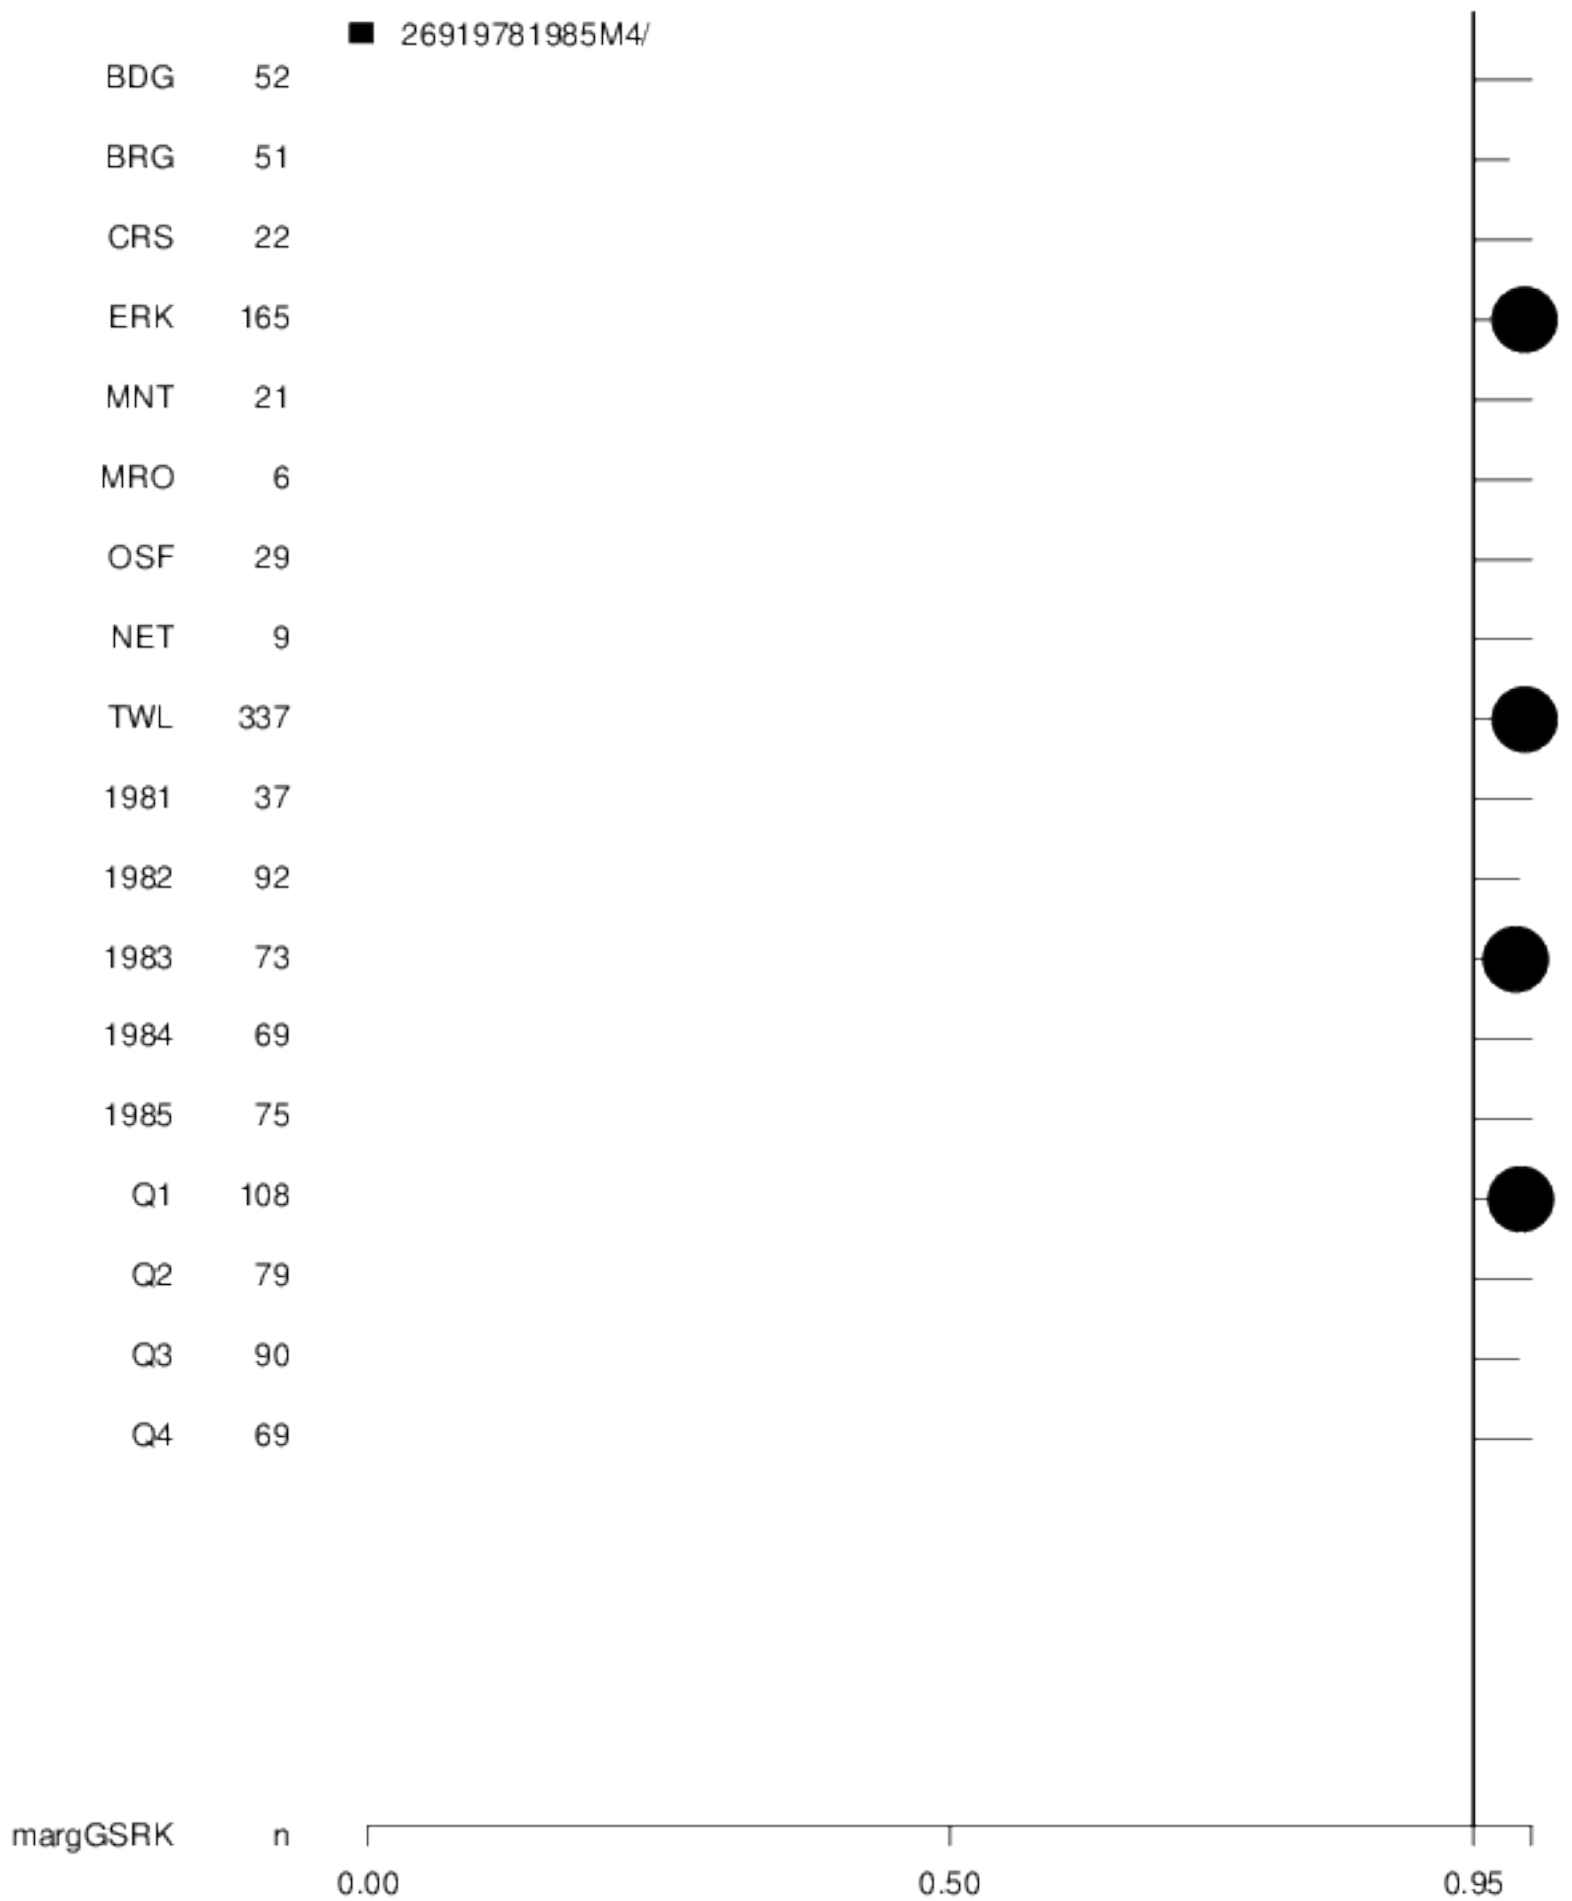 26919781985M4/
BDG 52
BRG 51
CRS 22
ERK 165
MNT 21
MRO 6
OSF 29
NET 9
TWL 337
1981 37
1982 92
1983 73
1984 69
1985 75
Q1 108
Q2 79
Q3 90
Q4 69
margGSRK n
0.00 0.50 0.95